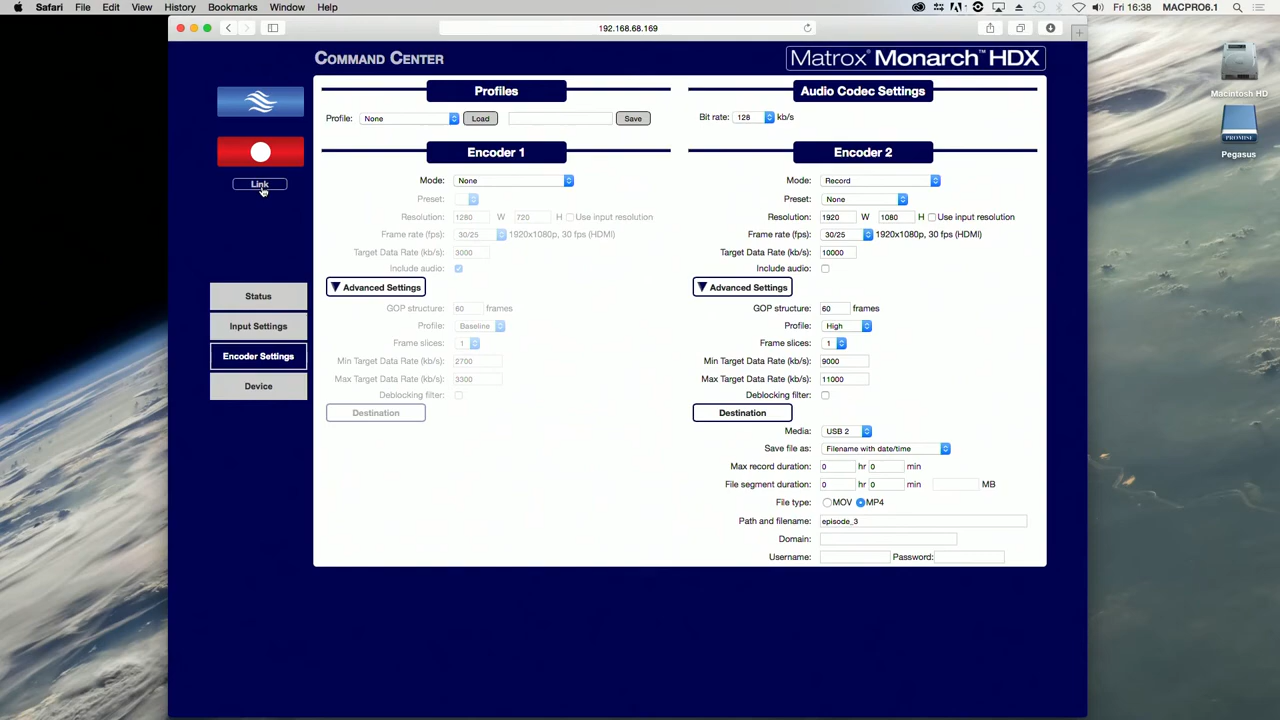 Safari File Edit View History Bookmarks Window Help Fri 16:38 MACPRO6.1
192.168.68.169
COMMAND CENTER
Matrox Monarch™ HDX
Link
Status
Input Settings
Encoder Settings
Device
Profiles
Profile: None Load Save
Audio Codec Settings
Bit rate: 128 kb/s
Encoder 1
Mode: None
Preset:
Resolution: 1280 W 720 H Use input resolution
Frame rate (fps): 30/25 1920x1080p, 30 fps (HDMI)
Target Data Rate (kb/s): 3000
Include audio:
Advanced Settings
GOP structure: 60 frames
Profile: Baseline
Frame slices: 1
Min Target Data Rate (kb/s): 2700
Max Target Data Rate (kb/s): 3300
Deblocking filter:
Destination
Encoder 2
Mode: Record
Preset: None
Resolution: 1920 W 1080 H Use input resolution
Frame rate (fps): 30/25 1920x1080p, 30 fps (HDMI)
Target Data Rate (kb/s): 10000
Include audio:
Advanced Settings
GOP structure: 60 frames
Profile: High
Frame slices: 1
Min Target Data Rate (kb/s): 9000
Max Target Data Rate (kb/s): 11000
Deblocking filter:
Destination
Media: USB 2
Save file as: Filename with date/time
Max record duration: 0 hr 0 min
File segment duration: 0 hr 0 min MB
File type: MOV MP4
Path and filename: episode_3
Domain:
Username: Password:
Macintosh HD
PROMISE
Pegasus